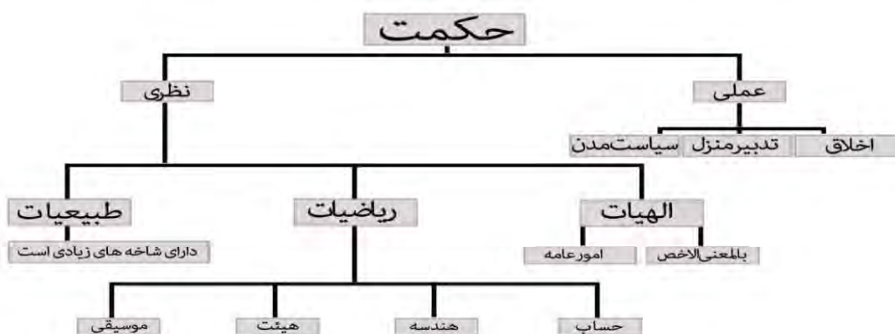 حکمت
عملی
نظری
اخلاق
تدبیرمنزل
سیاست‌مدن
الهیات
ریاضیات
طبیعیات
بالمعنی‌الاخص
امورعامه
دارای شاخه های زیادی است
حساب
هندسه
هیئت
موسیقی